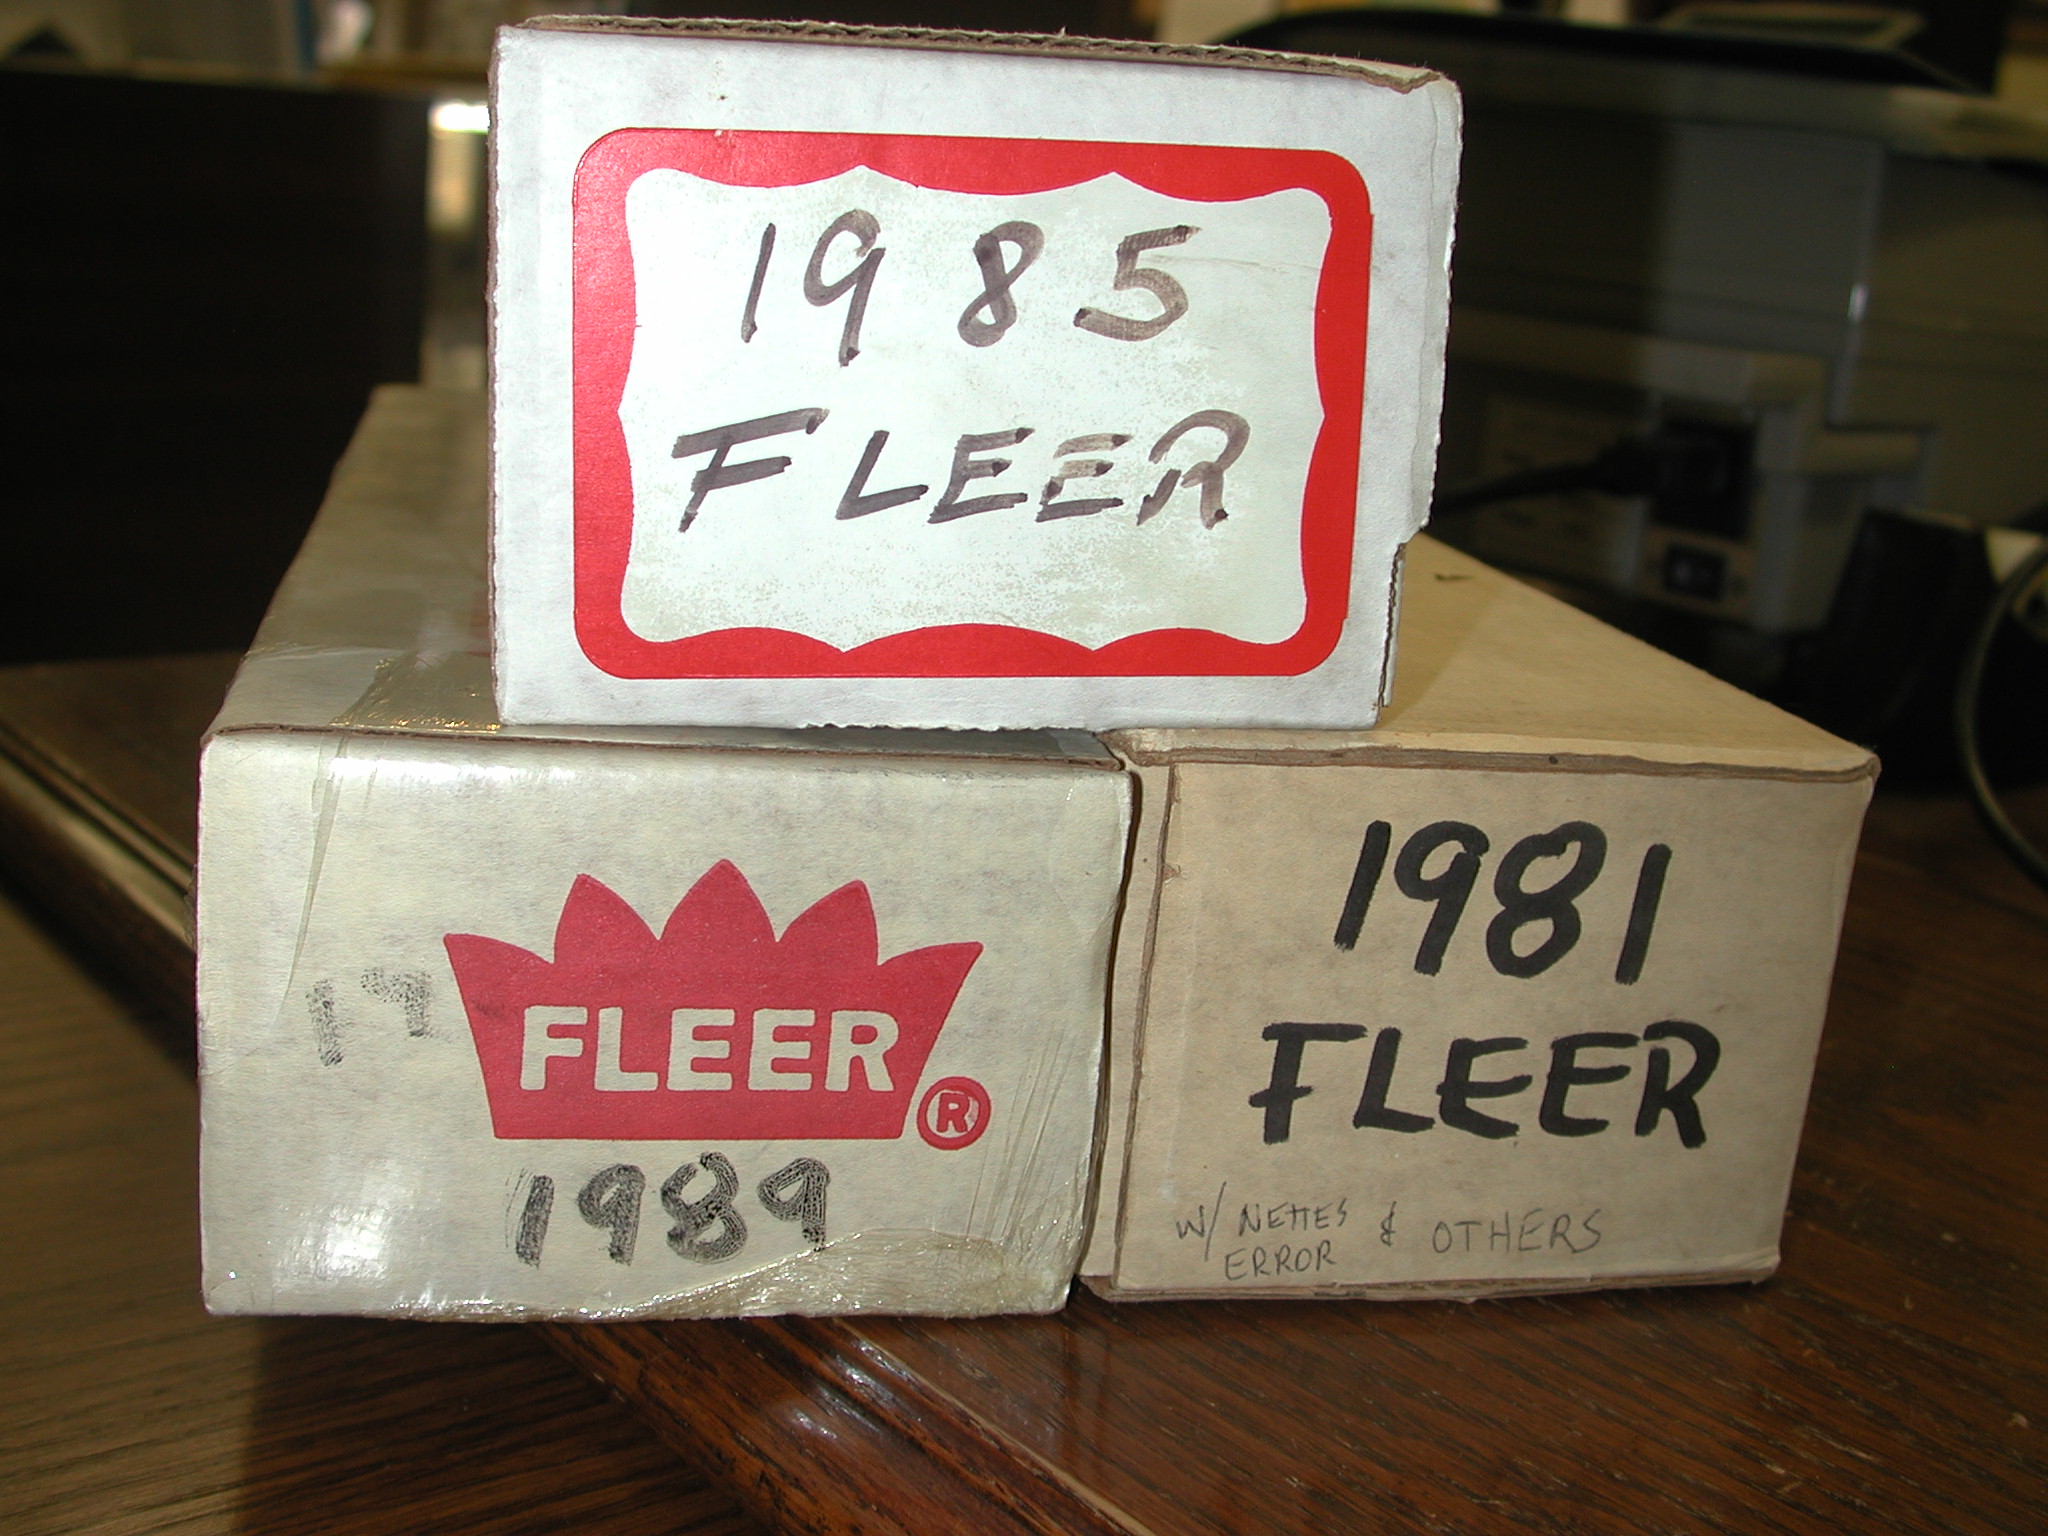 1985
FLEER
FLEER
®
1989
1981
FLEER
W/ NETTES & OTHERS
ERROR